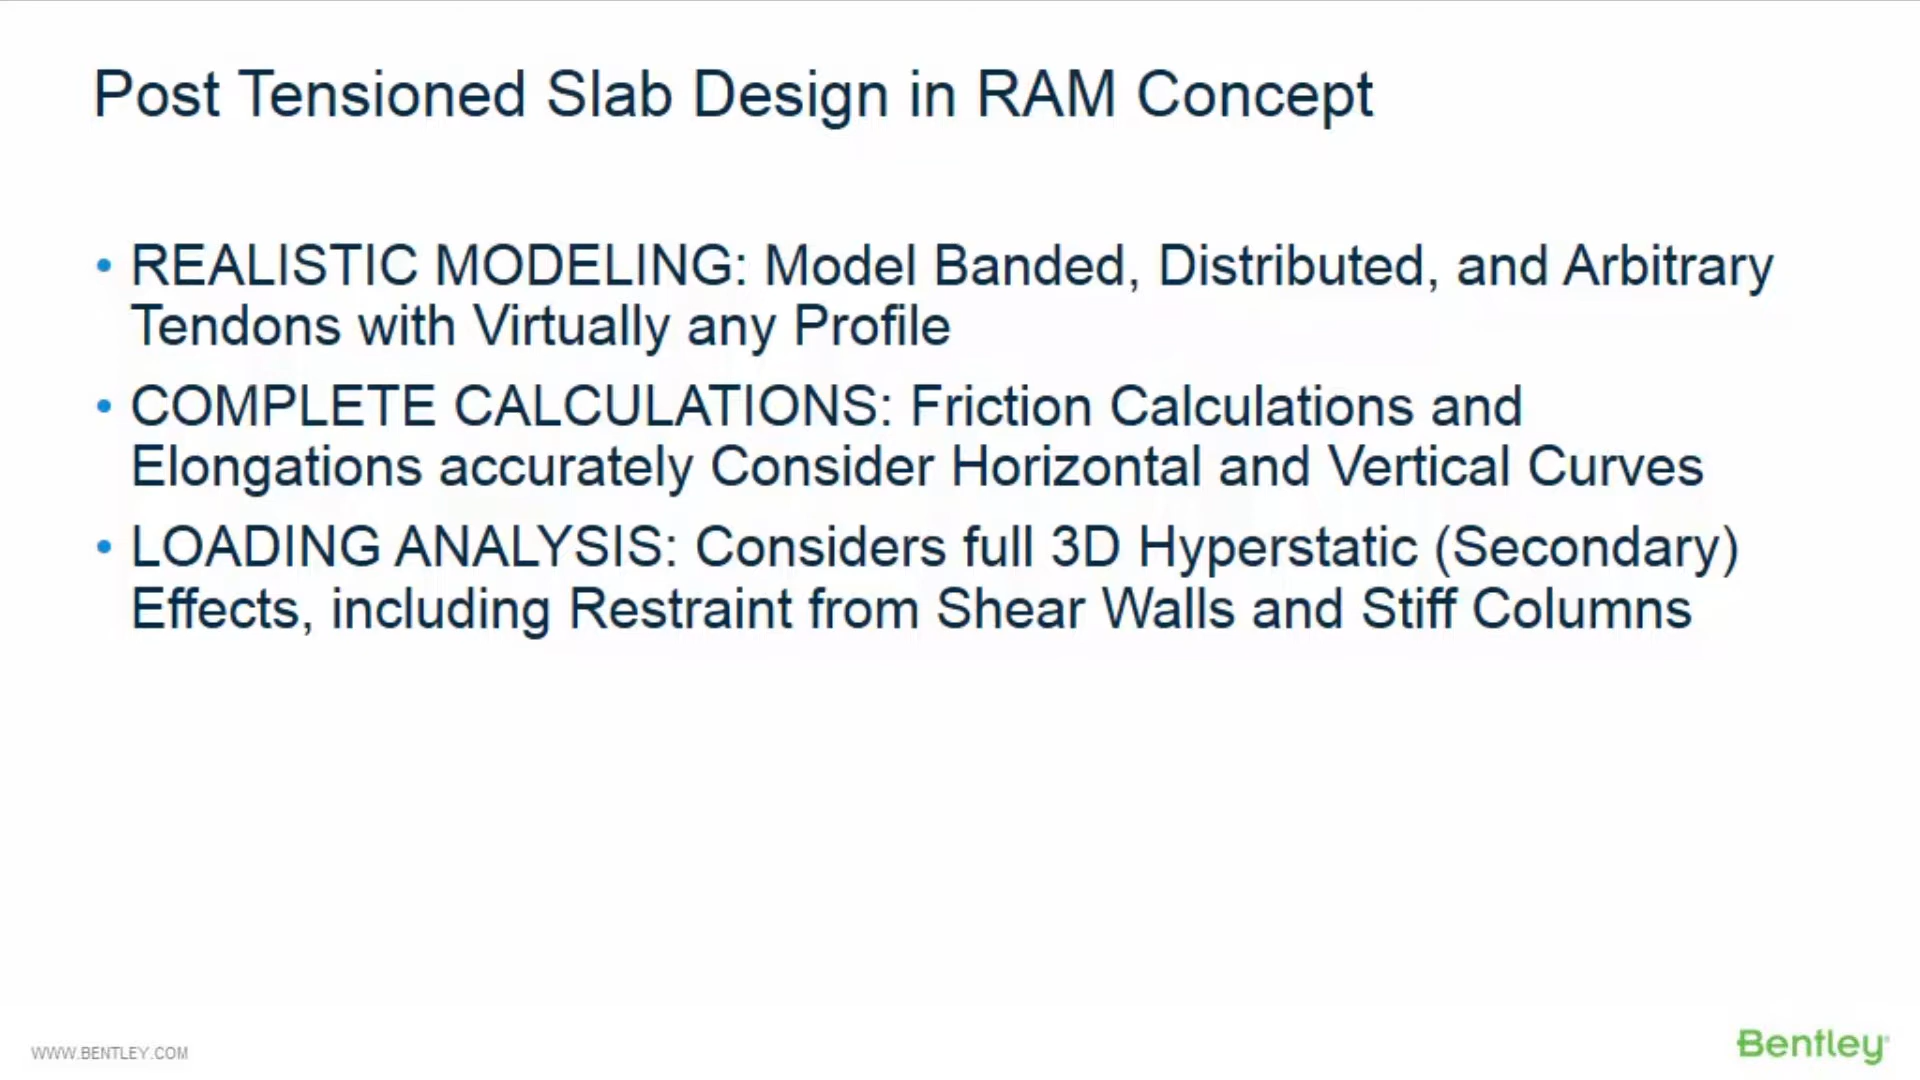 Post Tensioned Slab Design in RAM Concept
• REALISTIC MODELING: Model Banded, Distributed, and Arbitrary
Tendons with Virtually any Profile
• COMPLETE CALCULATIONS: Friction Calculations and
Elongations accurately Consider Horizontal and Vertical Curves
• LOADING ANALYSIS: Considers full 3D Hyperstatic (Secondary)
Effects, including Restraint from Shear Walls and Stiff Columns
WWW.BENTLEY.COM
Bentley